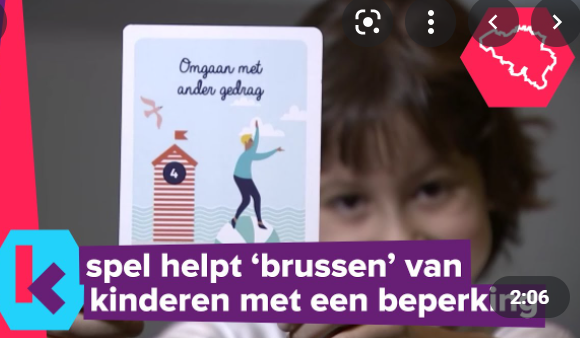 Omgaan met
ander gedrag
4
k
spel helpt ‘brussen’ van
kinderen met een beperking
2:06